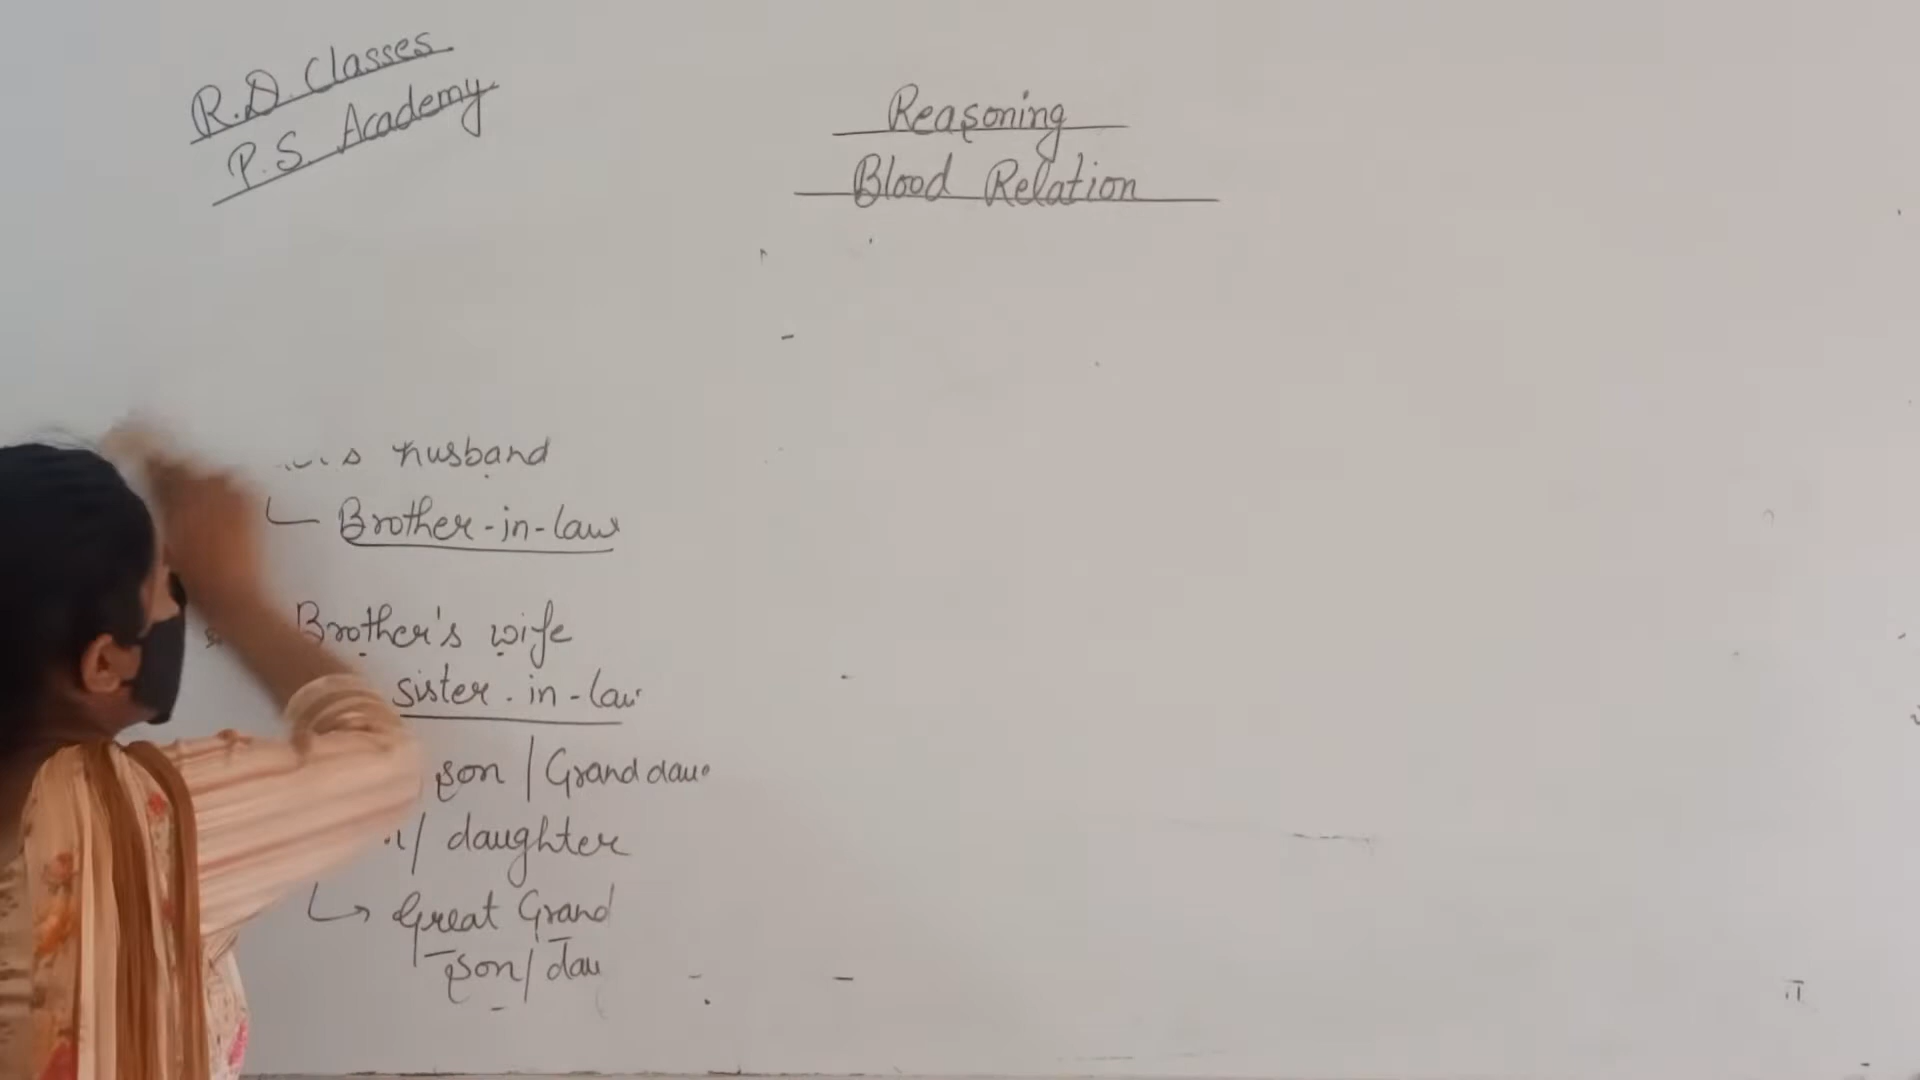 R.D. Classes
P.S. Academy
Reasoning
Blood Relation
husband
Brother-in-law
Brother's wife
sister-in-law
son / Grand dau
/ daughter
Great Grand
son / dau